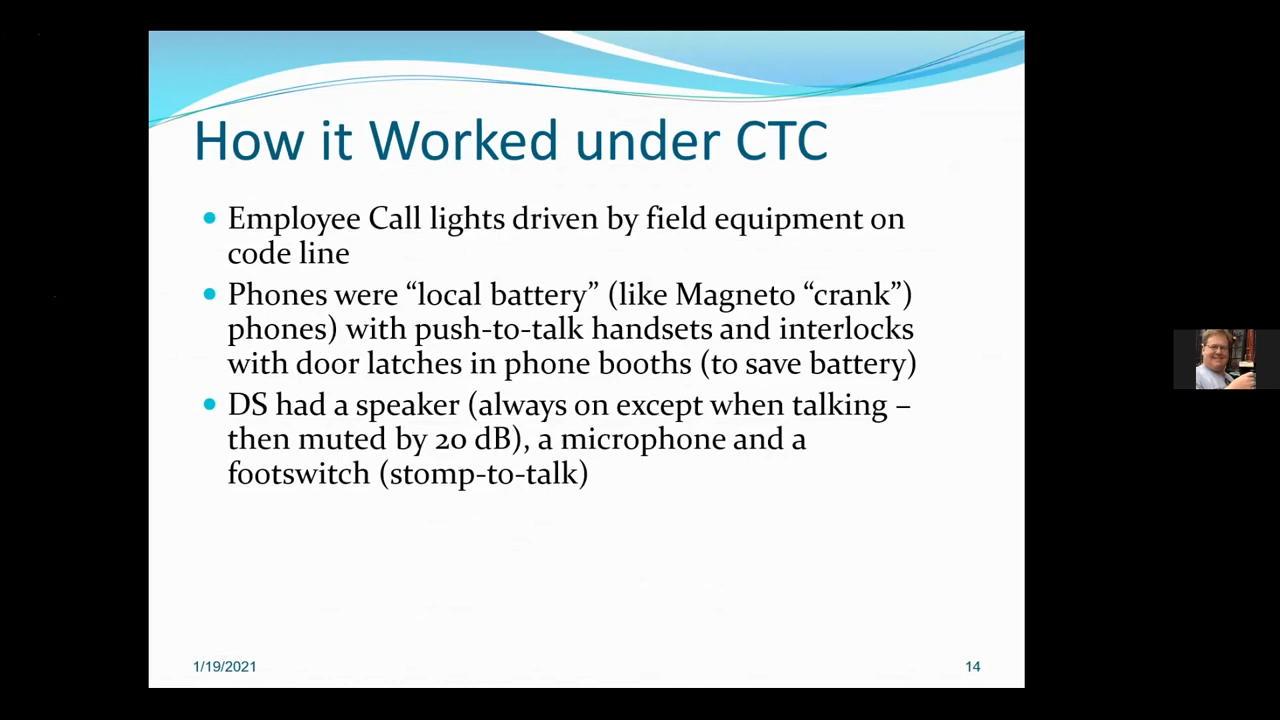 How it Worked under CTC
• Employee Call lights driven by field equipment on
code line
• Phones were “local battery” (like Magneto “crank”)
phones) with push-to-talk handsets and interlocks
with door latches in phone booths (to save battery)
• DS had a speaker (always on except when talking –
then muted by 20 dB), a microphone and a
footswitch (stomp-to-talk)
1/19/2021
14